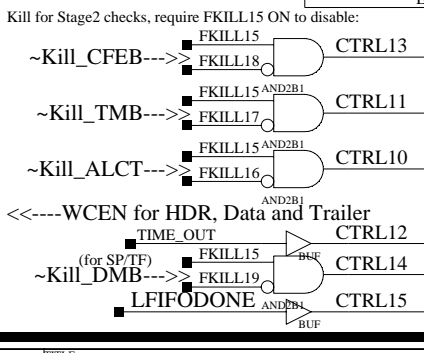 Kill for Stage2 checks, require FKILL15 ON to disable:
FKILL15 CTRL13
~Kill_CFEB--->> FKILL18
AND2B1
FKILL15 CTRL11
~Kill_TMB--->> FKILL17
AND2B1
FKILL15 CTRL10
~Kill_ALCT--->> FKILL16
AND2B1
<<----WCEN for HDR, Data and Trailer
TIME_OUT CTRL12
BUF
(for SP/TF) FKILL15 CTRL14
~Kill_DMB--->> FKILL19
AND2B1
LFIFODONE CTRL15
BUF